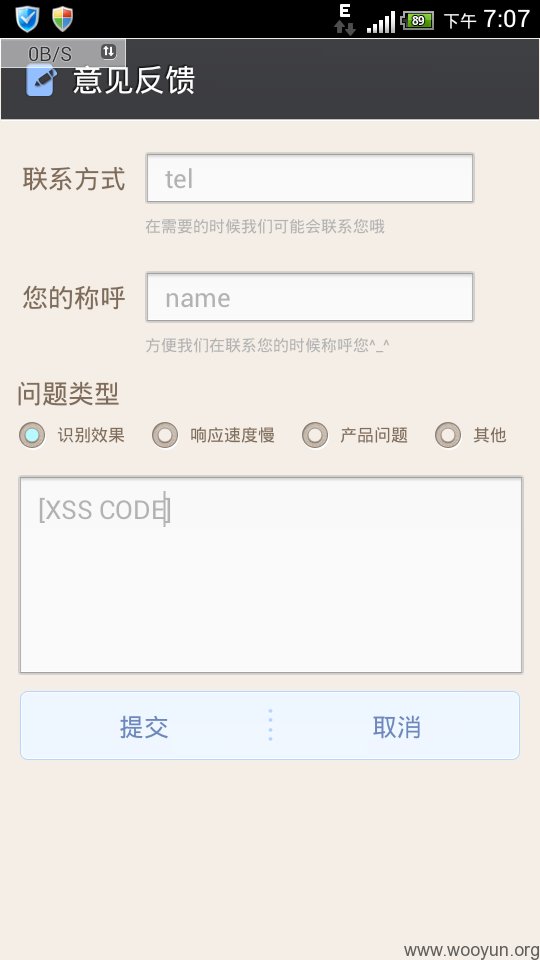 E
89
下午 7:07
0B/S
意见反馈
联系方式 tel
在需要的时候我们可能会联系您哦
您的称呼 name
方便我们在联系您的时候称呼您^_^
问题类型
识别效果 响应速度慢 产品问题 其他
[XSS CODE]
提交 取消
www.wooyun.org